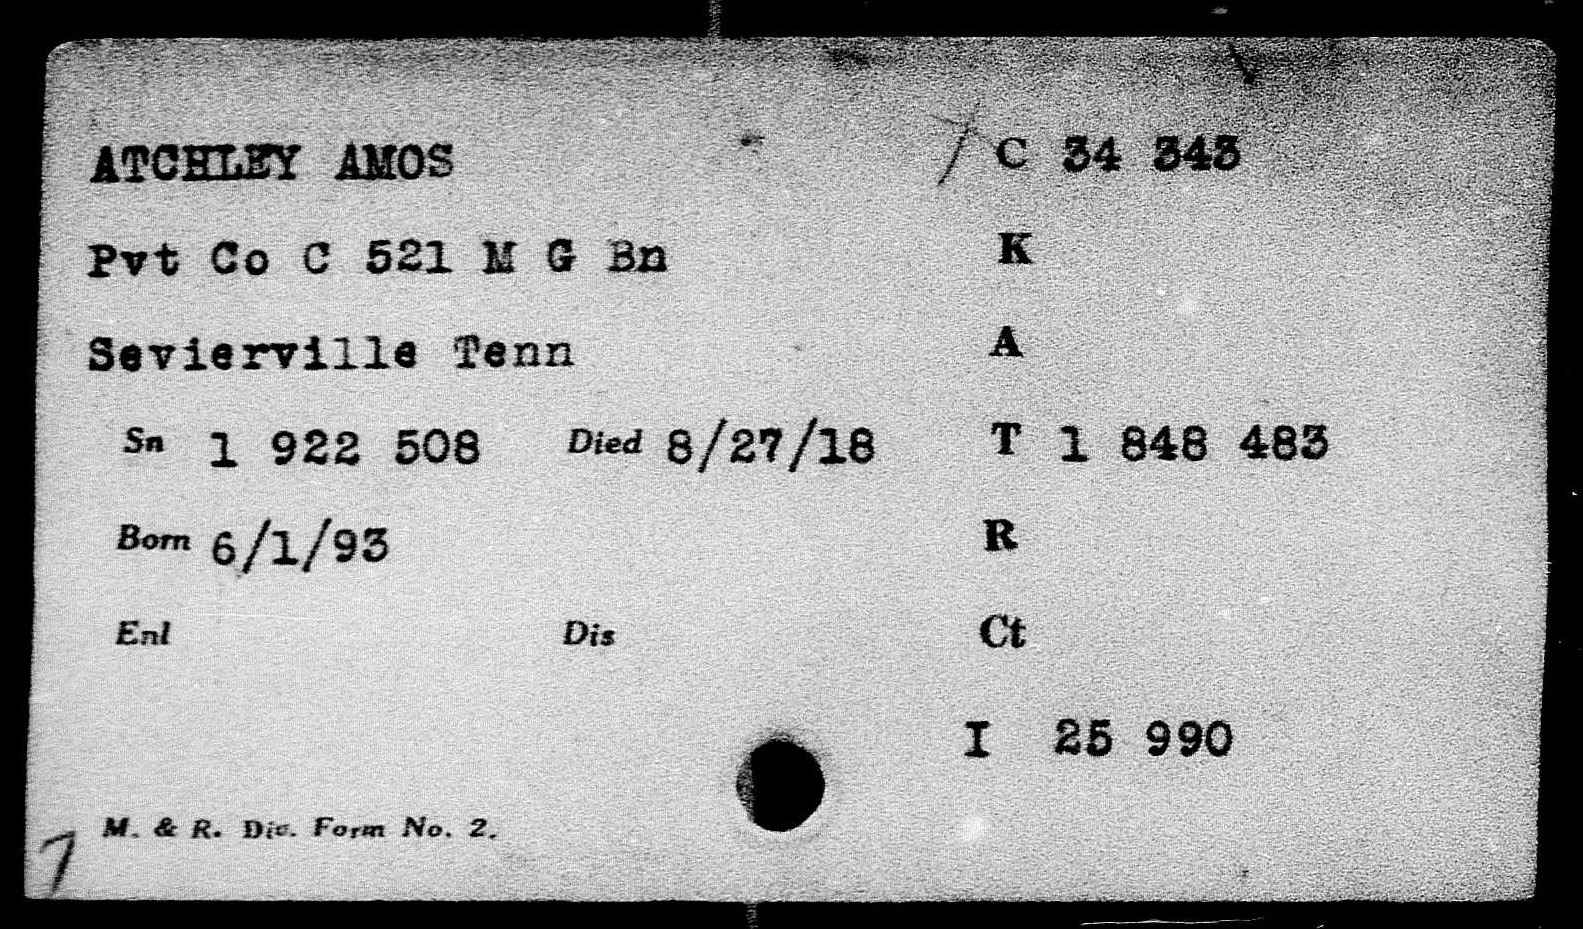 ATCHLEY AMOS C 34 343
Pvt Co C 521 M G Bn K
Sevierville Tenn A
Sn 1 922 508 Died 8/27/18 T 1 848 483
Born 6/1/93 R
Enl Dis Ct
I 25 990
M. & R. Div. Form No. 2.
7